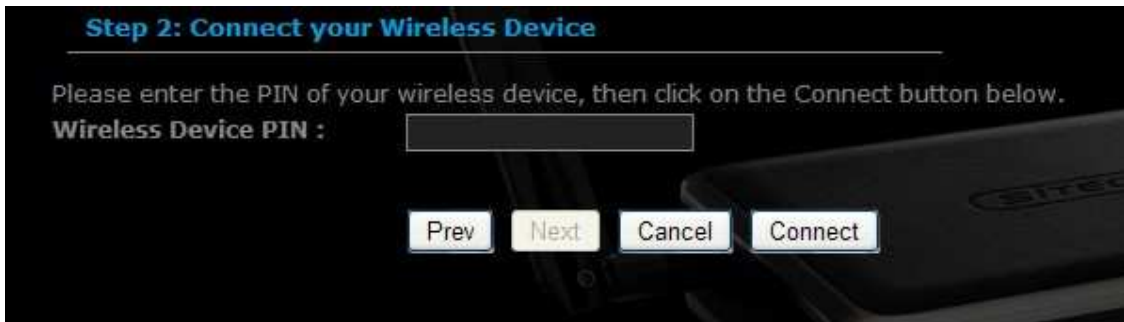 Step 2: Connect your Wireless Device
Please enter the PIN of your wireless device, then click on the Connect button below.
Wireless Device PIN :
Prev Next Cancel Connect